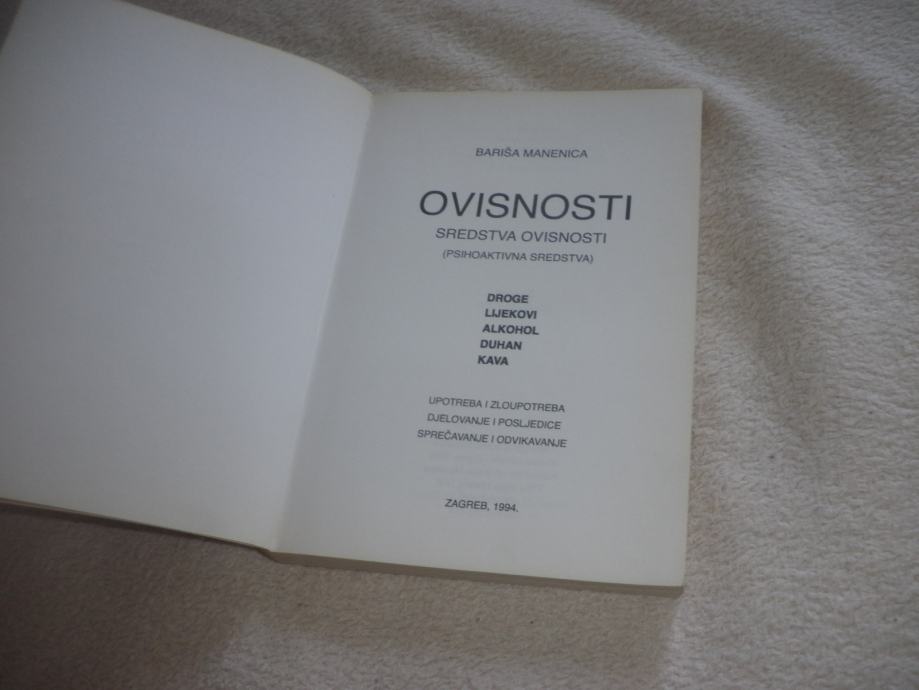 BARIŠA MANENICA
OVISNOSTI
SREDSTVA OVISNOSTI
(PSIHOAKTIVNA SREDSTVA)
DROGE
LIJEKOVI
ALKOHOL
DUHAN
KAVA
UPOTREBA I ZLOUPOTREBA
DJELOVANJE I POSLJEDICE
SPREČAVANJE I ODVIKAVANJE
ZAGREB, 1994.